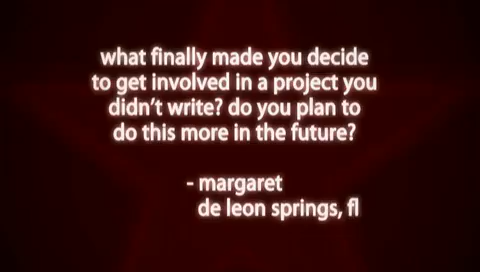 what finally made you decide
to get involved in a project you
didn't write? do you plan to
do this more in the future?
- margaret
de leon springs, fl